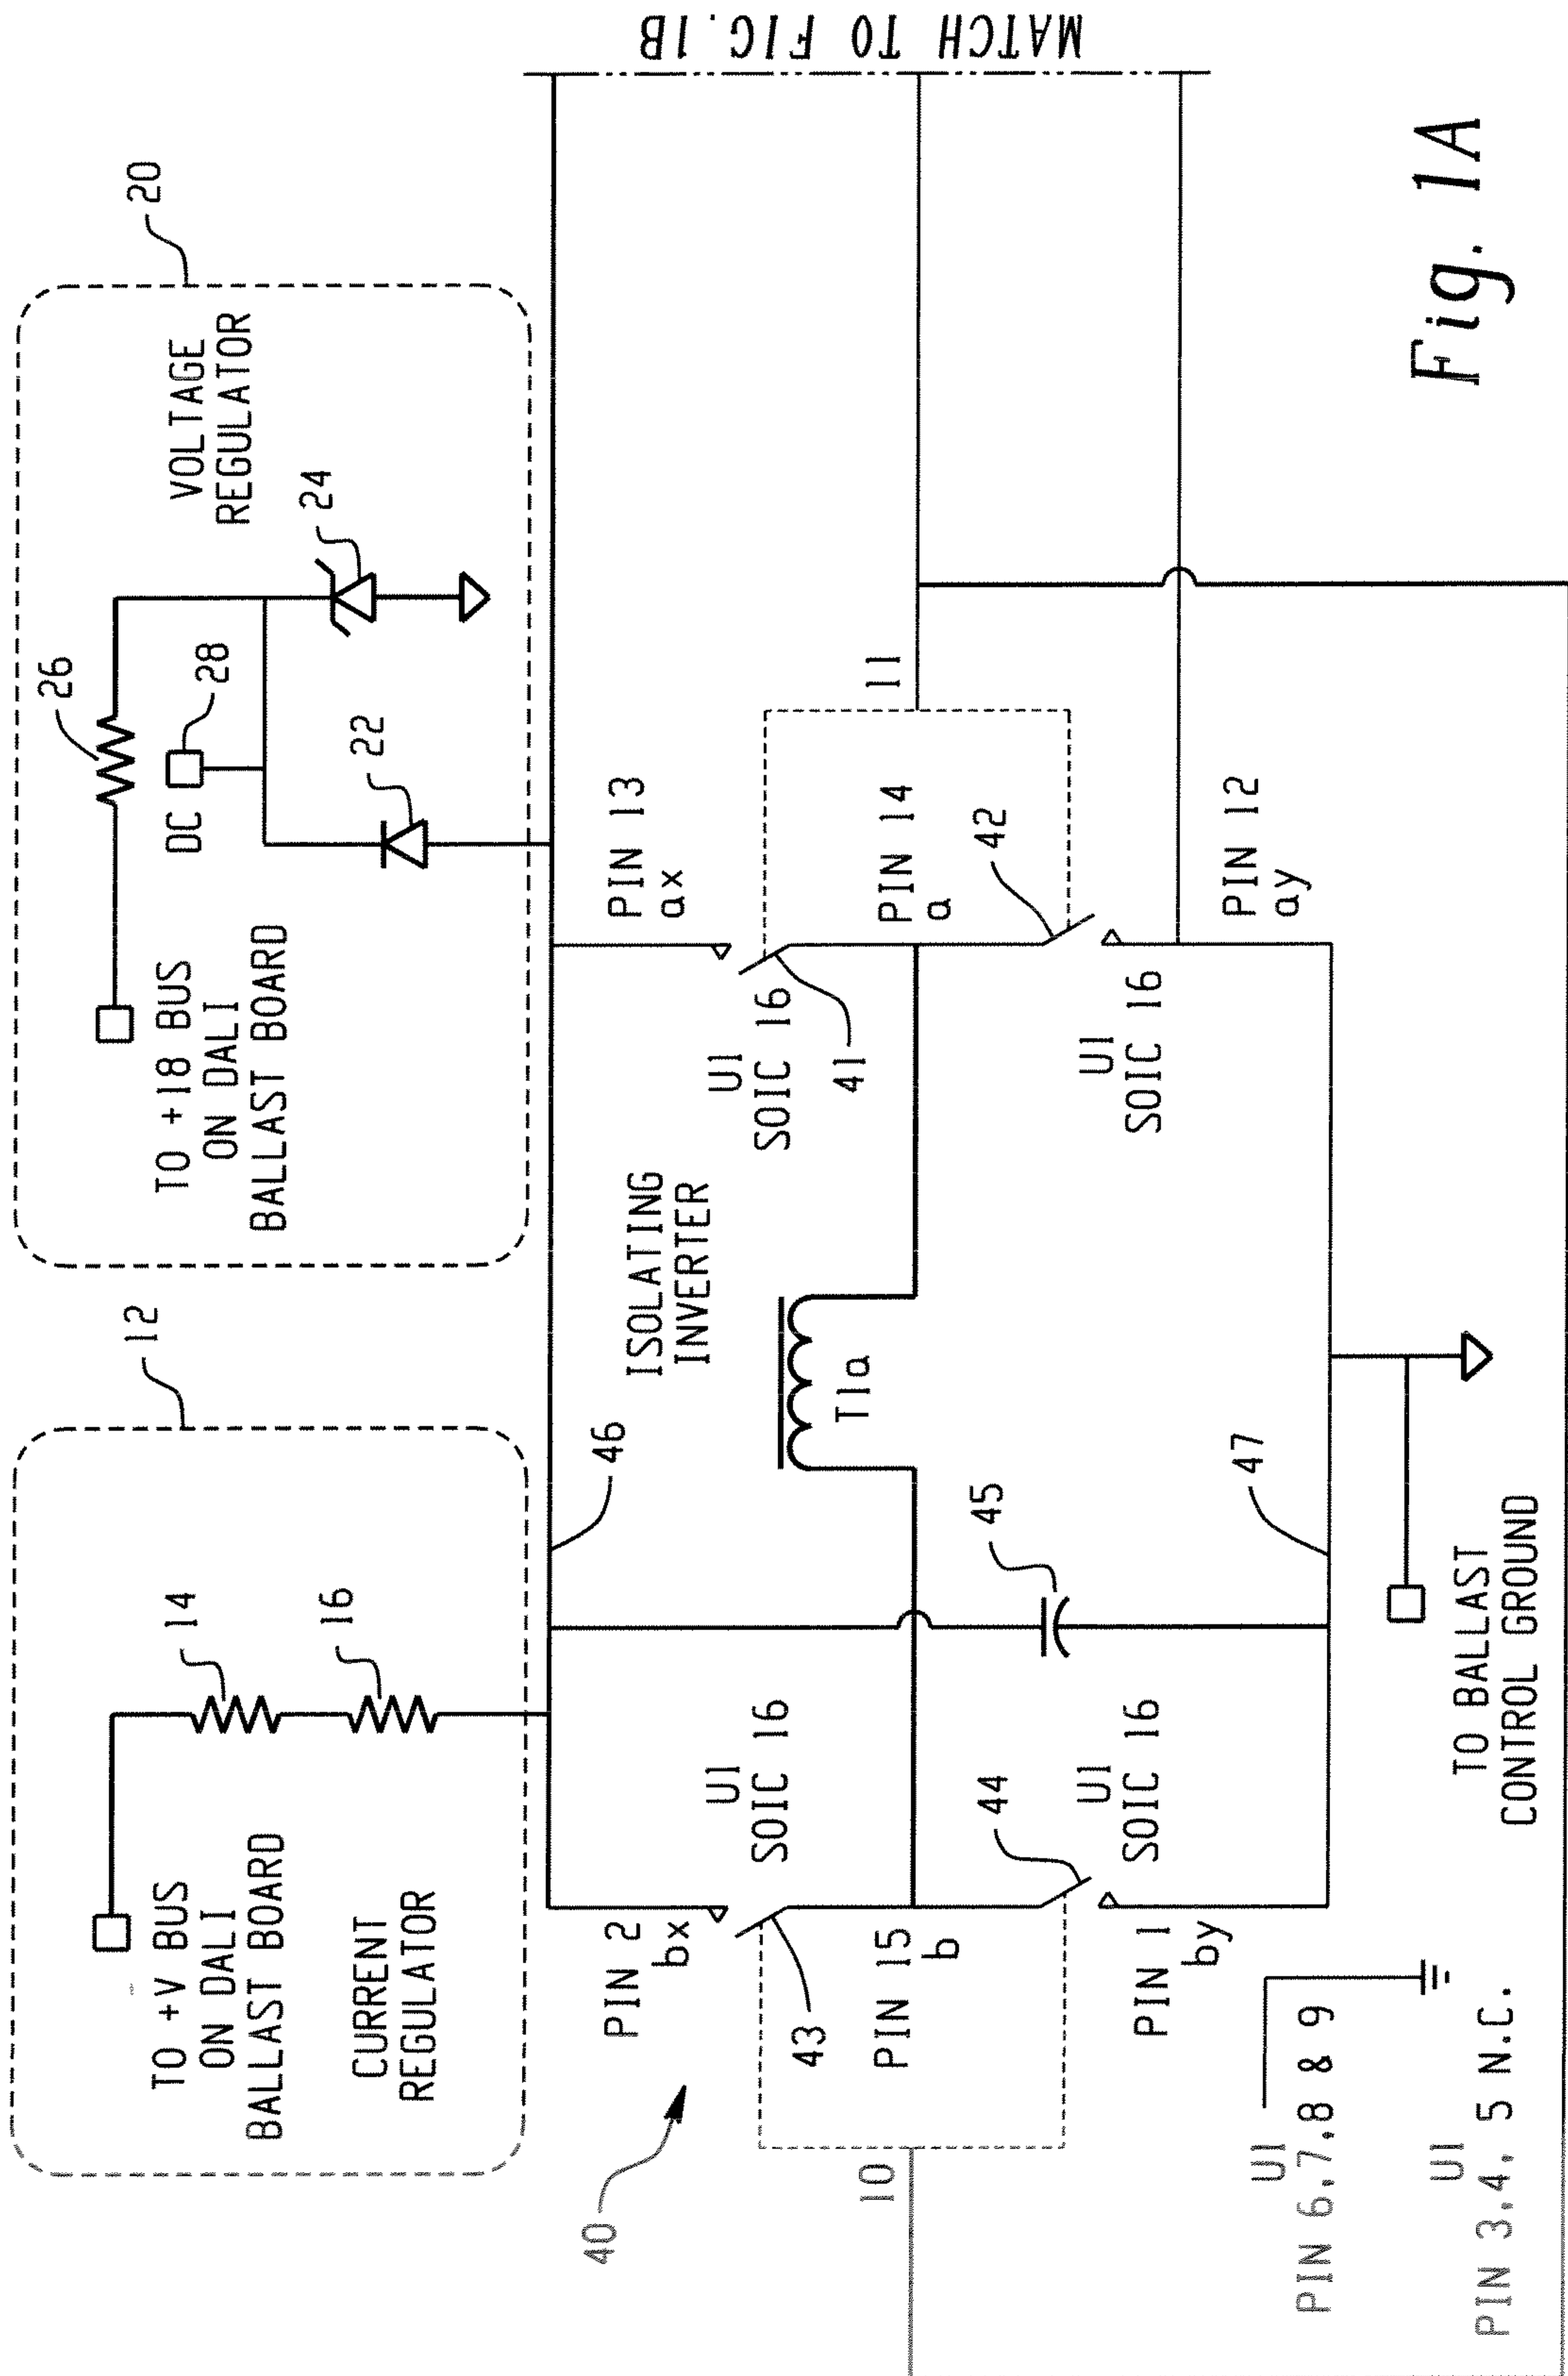 12
20
TO +V BUS
ON DALI
BALLAST BOARD
CURRENT
REGULATOR
14
16
TO +18 BUS
ON DALI
BALLAST BOARD
26
DC
28
22
24
VOLTAGE
REGULATOR
40
46
PIN 2
bx
43
U1
SOIC 16
ISOLATING
INVERTER
U1
SOIC 16
41
PIN 13
ax
10
PIN 15
b
T1a
PIN 14
a
11
44
45
42
PIN 1
by
U1
SOIC 16
47
U1
SOIC 16
PIN 12
ay
U1
PIN 6,7,8 & 9
U1
PIN 3,4, 5 N.C.
TO BALLAST
CONTROL GROUND
MATCH TO FIG.1B
Fig. 1A